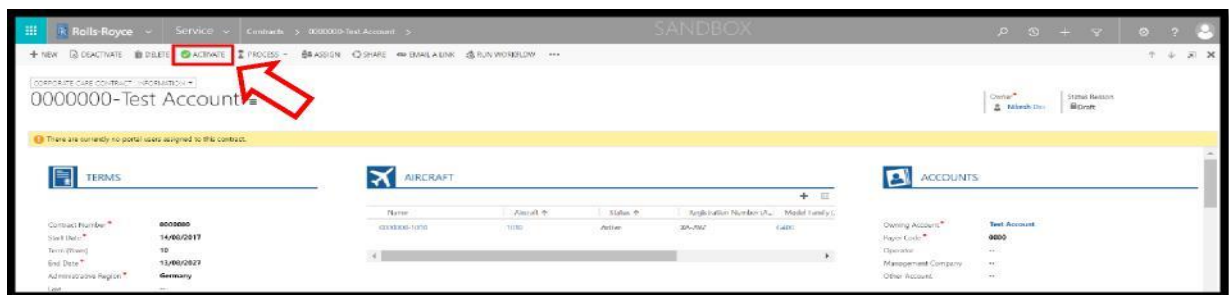 Rolls-Royce Service Contracts > 0000000-Test Account > SANDBOX
+ NEW DEACTIVATE DELETE ACTIVATE PROCESS ASSIGN SHARE EMAIL A LINK RUN WORKFLOW ...
CORPORATE CARE CONTRACT : INFORMATION
0000000-Test Account
Owner*
Status Reason
Draft
There are currently no portal users assigned to this contract.
TERMS
AIRCRAFT
ACCOUNTS
Name Aircraft Status Registration Number (A... Model Family (
0000000-1010 1010 Active
Contract Number* 0000000
Start Date* 14/08/2017
Term (Years) 10
End Date* 13/08/2027
Administrative Region* Germany
Owning Account* Test Account
Payer Code* 0000
Operator --
Management Company --
Other Account --